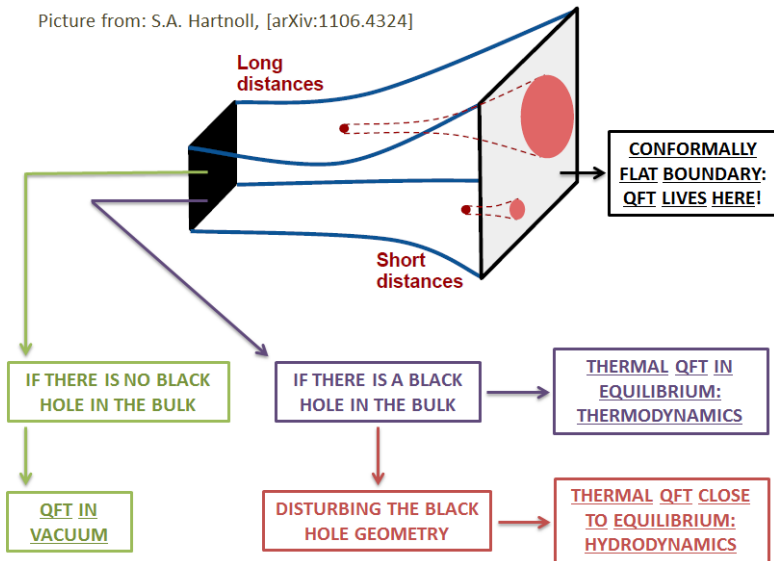 Picture from: S.A. Hartnoll, [arXiv:1106.4324]
Long
distances
CONFORMALLY
FLAT BOUNDARY:
QFT LIVES HERE!
Short
distances
IF THERE IS NO BLACK
HOLE IN THE BULK
IF THERE IS A BLACK
HOLE IN THE BULK
THERMAL QFT IN
EQUILIBRIUM:
THERMODYNAMICS
QFT IN
VACUUM
DISTURBING THE BLACK
HOLE GEOMETRY
THERMAL QFT CLOSE
TO EQUILIBRIUM:
HYDRODYNAMICS